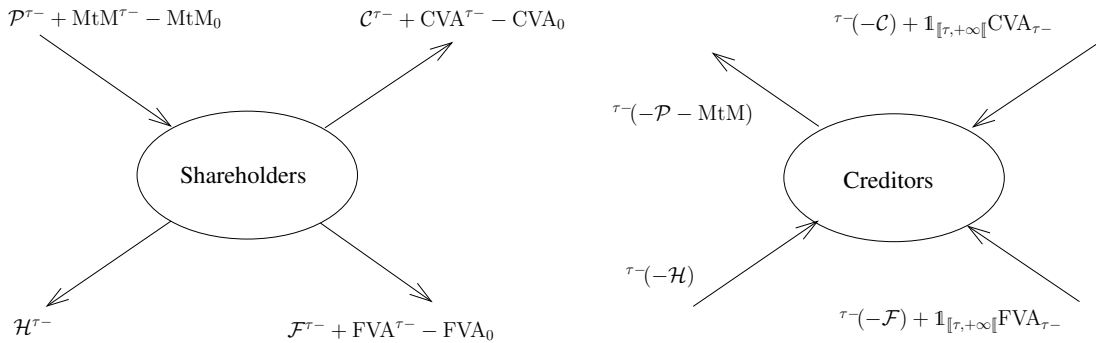 𝒫^{τ−} + MtM^{τ−} − MtM_0
𝒞^{τ−} + CVA^{τ−} − CVA_0
Shareholders
ℋ^{τ−}
ℱ^{τ−} + FVA^{τ−} − FVA_0
^{τ−}(−𝒞) + 𝟙_{⟦τ,+∞⟦}CVA_{τ−}
^{τ−}(−𝒫 − MtM)
Creditors
^{τ−}(−ℋ)
^{τ−}(−ℱ) + 𝟙_{⟦τ,+∞⟦}FVA_{τ−}